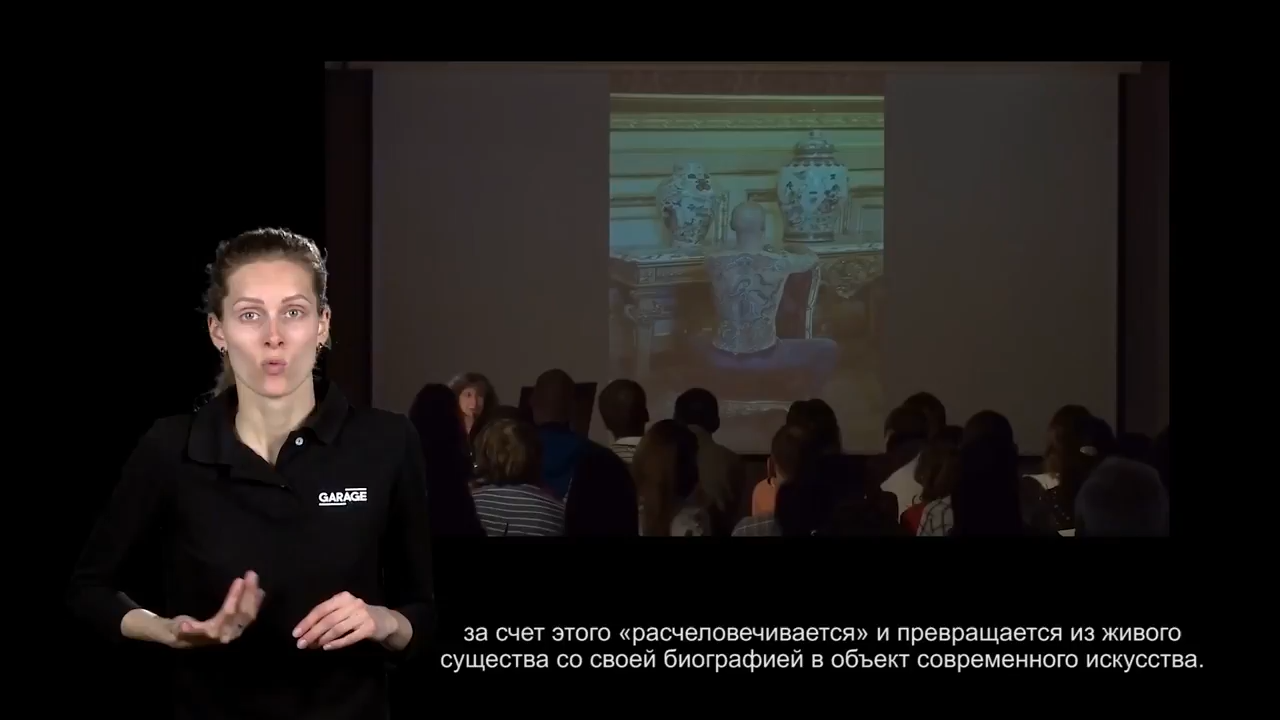 GARAGE
за счет этого «расчеловечивается» и превращается из живого
существа со своей биографией в объект современного искусства.